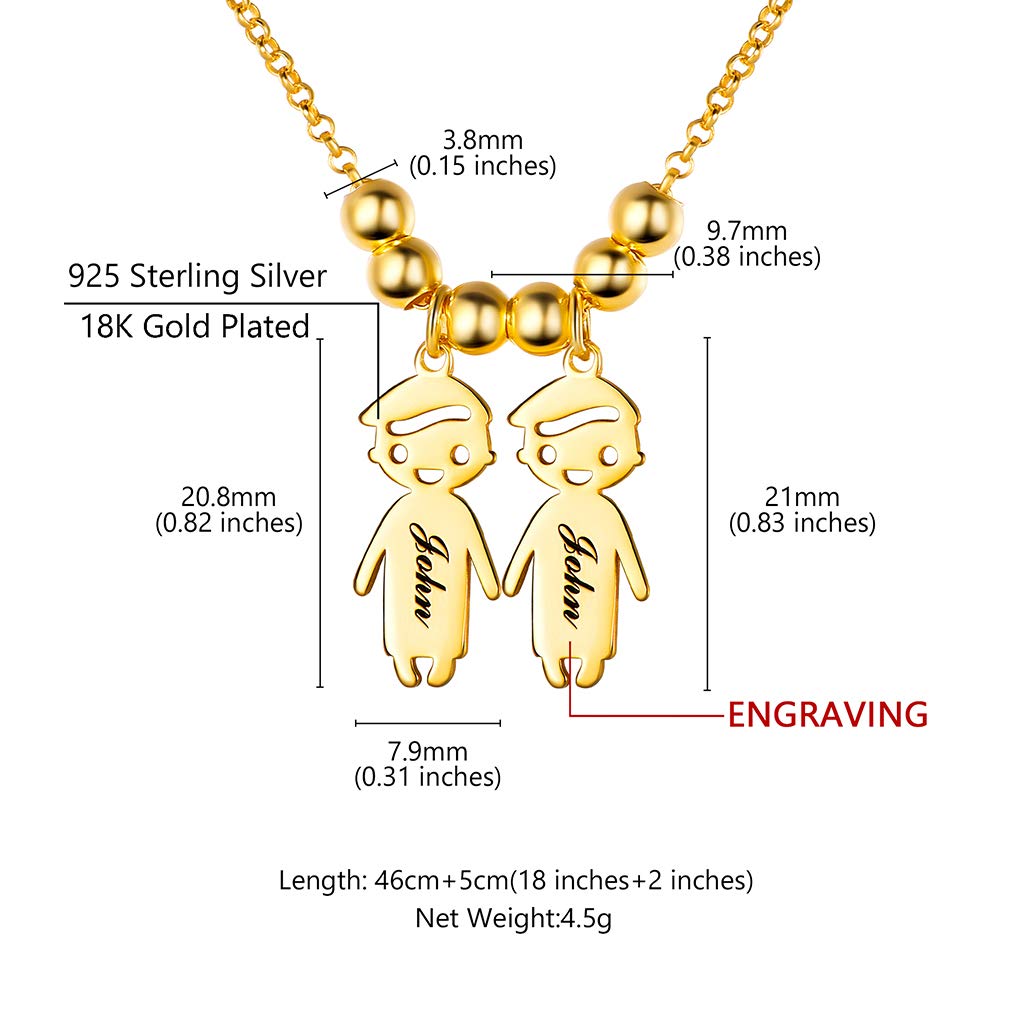 3.8mm
(0.15 inches)
9.7mm
(0.38 inches)
925 Sterling Silver
18K Gold Plated
20.8mm
(0.82 inches)
21mm
(0.83 inches)
John
John
ENGRAVING
7.9mm
(0.31 inches)
Length: 46cm+5cm(18 inches+2 inches)
Net Weight:4.5g